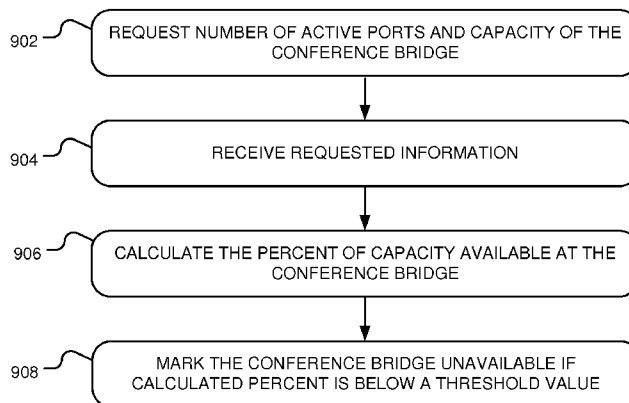 902
REQUEST NUMBER OF ACTIVE PORTS AND CAPACITY OF THE
CONFERENCE BRIDGE
904
RECEIVE REQUESTED INFORMATION
906
CALCULATE THE PERCENT OF CAPACITY AVAILABLE AT THE
CONFERENCE BRIDGE
908
MARK THE CONFERENCE BRIDGE UNAVAILABLE IF
CALCULATED PERCENT IS BELOW A THRESHOLD VALUE